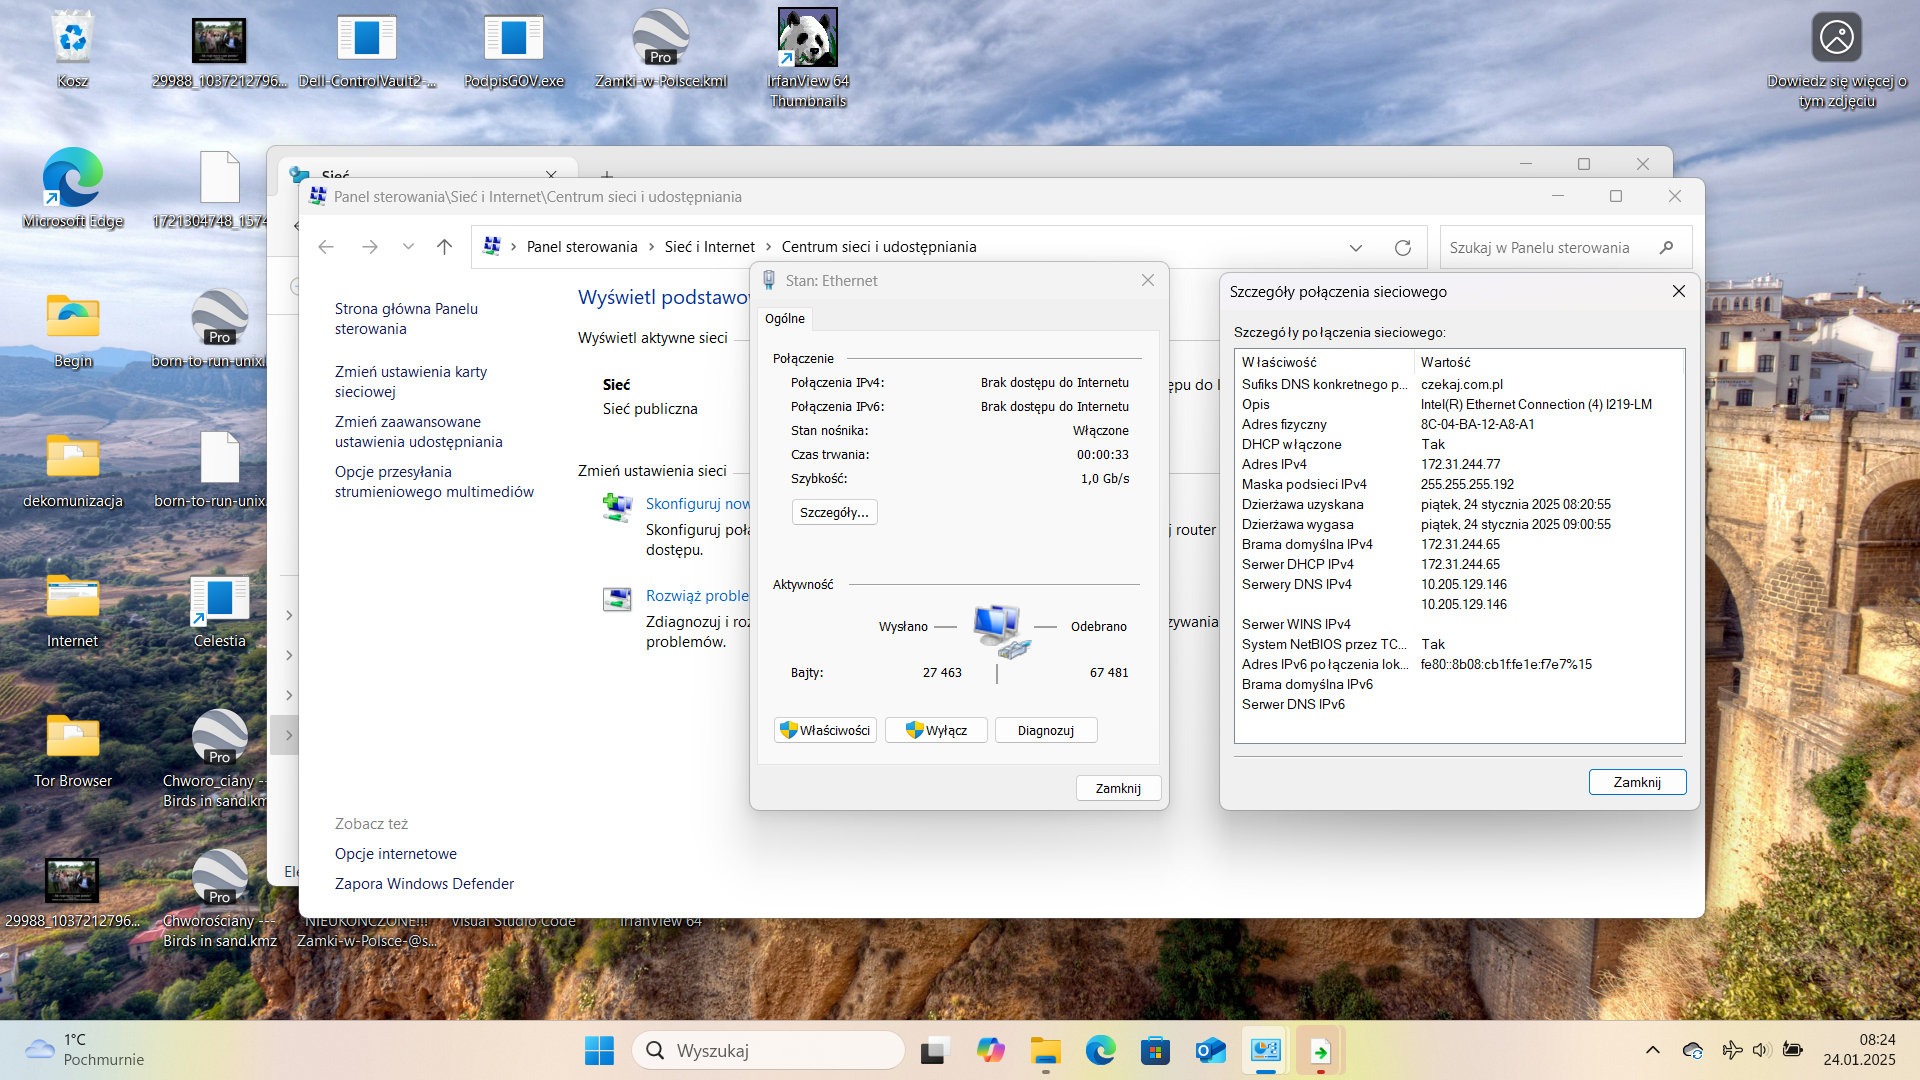 Kosz
29988_1037212796...
Dell-ControlVault2-...
PodpisGOV.exe
Pro
Zamki-w-Polsce.kml
IrfanView 64
Thumbnails
Dowiedz się więcej o
tym zdjęciu
Microsoft Edge
1721304748_1574
Begin
Pro
born-to-run-unix.
dekomunizacja
born-to-run-unix.
Internet
Celestia
Tor Browser
Pro
Chworo_ciany --
Birds in sand.km
29988_1037212796...
Pro
Chworościany ---
Birds in sand.kmz
NIEUKOŃCZONE!!!
Zamki-w-Polsce-@s...
Visual Studio Code
IrfanView 64
Sieć
Panel sterowania\Sieć i Internet\Centrum sieci i udostępniania
Panel sterowania
Sieć i Internet
Centrum sieci i udostępniania
Szukaj w Panelu sterowania
Strona główna Panelu
sterowania
Zmień ustawienia karty
sieciowej
Zmień zaawansowane
ustawienia udostępniania
Opcje przesyłania
strumieniowego multimediów
Zobacz też
Opcje internetowe
Zapora Windows Defender
Ele
Wyświetl podstawow
Wyświetl aktywne sieci
Sieć
Sieć publiczna
ępu do I
Zmień ustawienia sieci
Skonfiguruj now
Skonfiguruj połą
dostępu.
j router
Rozwiąż proble
Zdiagnozuj i roz
problemów.
zywania
Stan: Ethernet
Ogólne
Połączenie
Połączenia IPv4: Brak dostępu do Internetu
Połączenia IPv6: Brak dostępu do Internetu
Stan nośnika: Włączone
Czas trwania: 00:00:33
Szybkość: 1,0 Gb/s
Szczegóły...
Aktywność
Wysłano
Odebrano
Bajty: 27 463 67 481
Właściwości
Wyłącz
Diagnozuj
Zamknij
Szczegóły połączenia sieciowego
Szczegóły połączenia sieciowego:
Właściwość Wartość
Sufiks DNS konkretnego p... czekaj.com.pl
Opis Intel(R) Ethernet Connection (4) I219-LM
Adres fizyczny 8C-04-BA-12-A8-A1
DHCP włączone Tak
Adres IPv4 172.31.244.77
Maska podsieci IPv4 255.255.255.192
Dzierżawa uzyskana piątek, 24 stycznia 2025 08:20:55
Dzierżawa wygasa piątek, 24 stycznia 2025 09:00:55
Brama domyślna IPv4 172.31.244.65
Serwer DHCP IPv4 172.31.244.65
Serwery DNS IPv4 10.205.129.146
10.205.129.146
Serwer WINS IPv4
System NetBIOS przez TC... Tak
Adres IPv6 połączenia lok... fe80::8b08:cb1f:fe1e:f7e7%15
Brama domyślna IPv6
Serwer DNS IPv6
Zamknij
1°C
Pochmurnie
Wyszukaj
08:24
24.01.2025